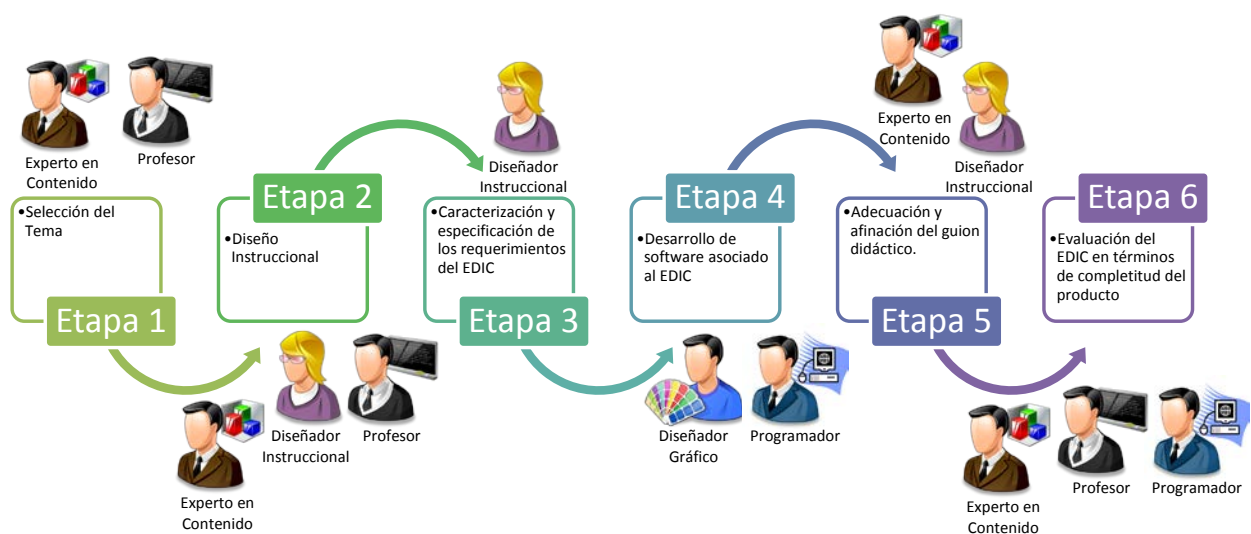 Experto en
Contenido
Profesor
•Selección del
Tema
Etapa 1
Etapa 2
•Diseño
Instruccional
Experto en
Contenido
Diseñador
Instruccional
Profesor
Diseñador
Instruccional
•Caracterización y
especificación de
los requerimientos
del EDIC
Etapa 3
Etapa 4
•Desarrollo de
software asociado
al EDIC
Diseñador
Gráfico
Programador
Experto en
Contenido
Diseñador
Instruccional
•Adecuación y
afinación del guion
didáctico.
Etapa 5
Etapa 6
•Evaluación del
EDIC en términos
de completitud del
producto
Experto en
Contenido
Profesor
Programador